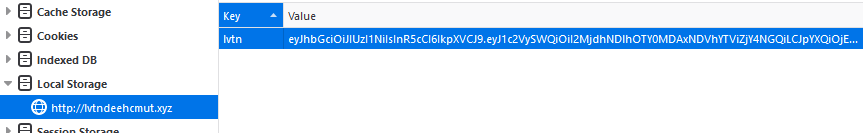 Cache Storage
Cookies
Indexed DB
Local Storage
http://lvtndeehcmut.xyz
Session Storage
Key Value
lvtn eyJhbGciOiJIUzI1NiIsInR5cCI6IkpXVCJ9.eyJ1c2VySWQiOiI2MjdhNDlhOTY0MDAxNDVhYTViZjY4NGQiLCJpYXQiOjE...